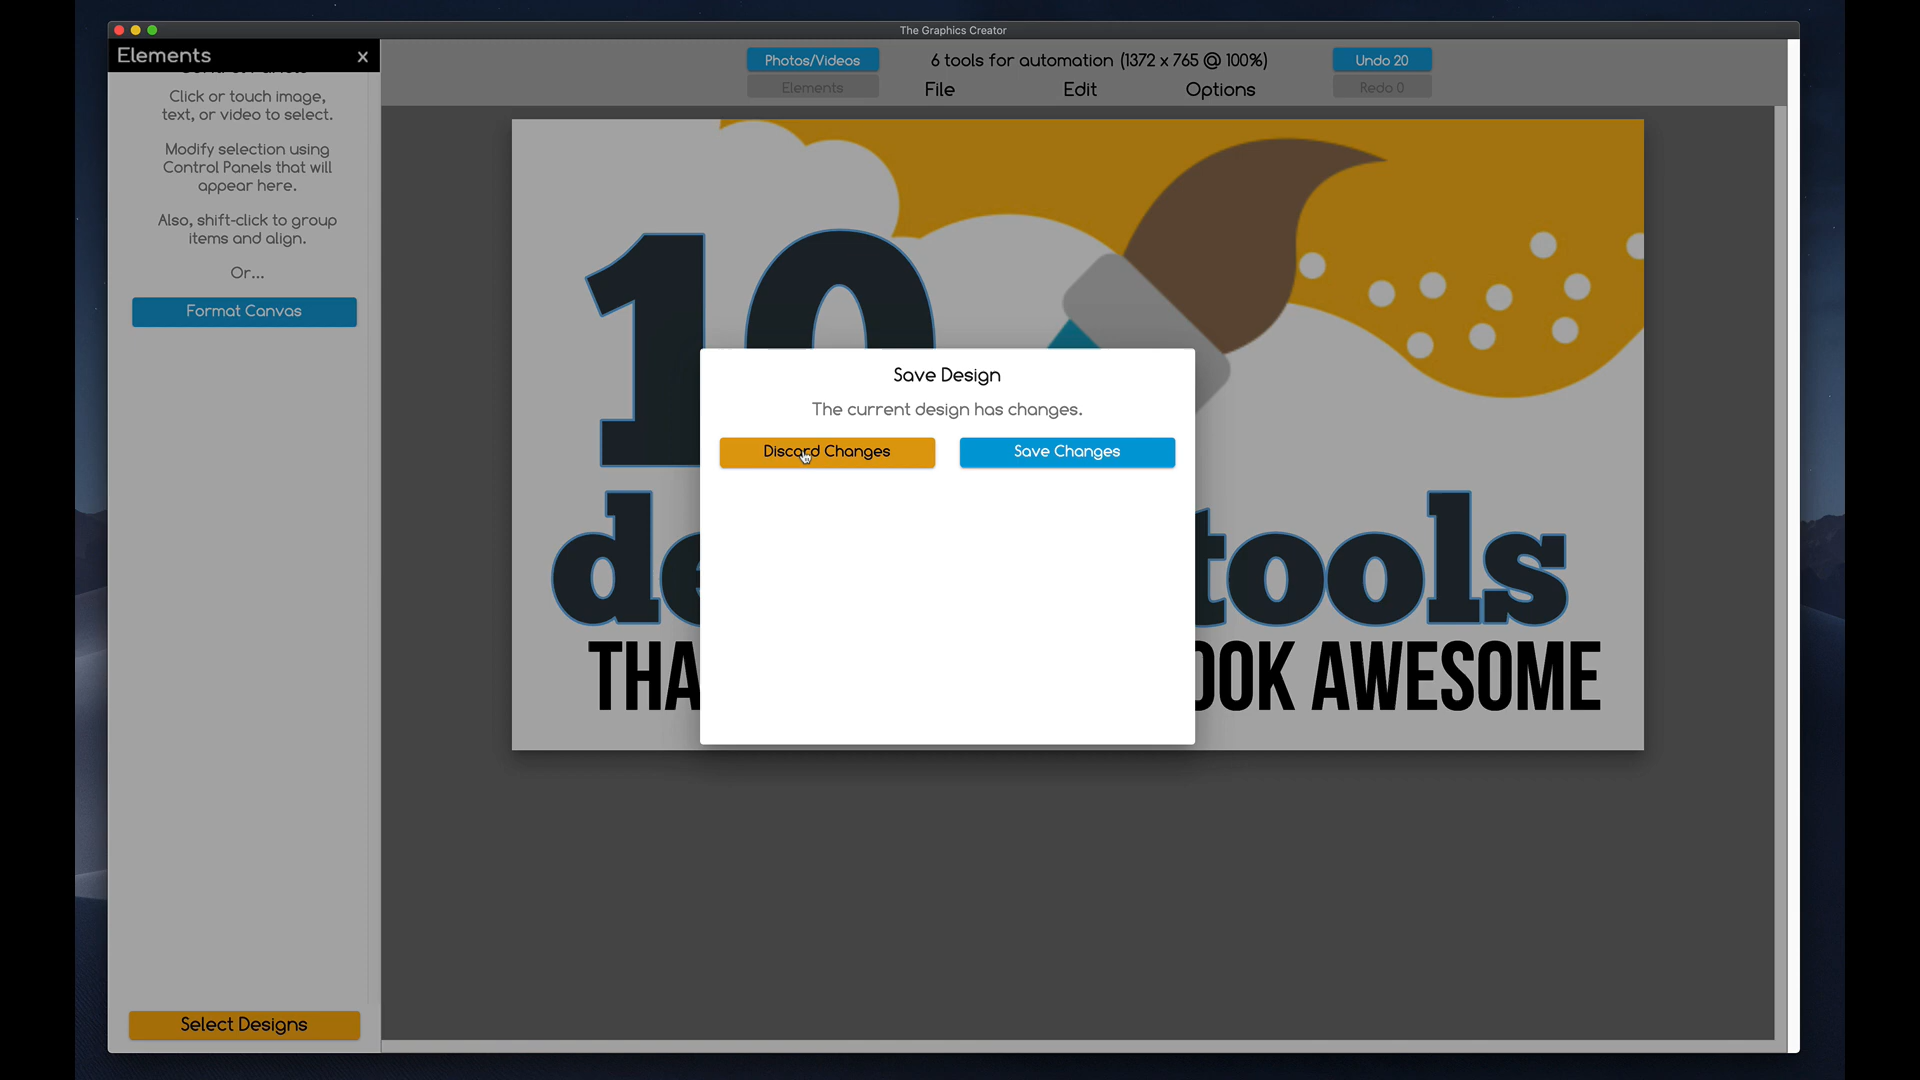 The Graphics Creator
Elements
x
Click or touch image,
text, or video to select.
Modify selection using
Control Panels that will
appear here.
Also, shift-click to group
items and align.
Or...
Format Canvas
Select Designs
Photos/Videos
Elements
6 tools for automation (1372 x 765 @ 100%)
File
Edit
Options
Undo 20
Redo 0
10
tools
AWESOME
Save Design
The current design has changes.
Discard Changes
Save Changes